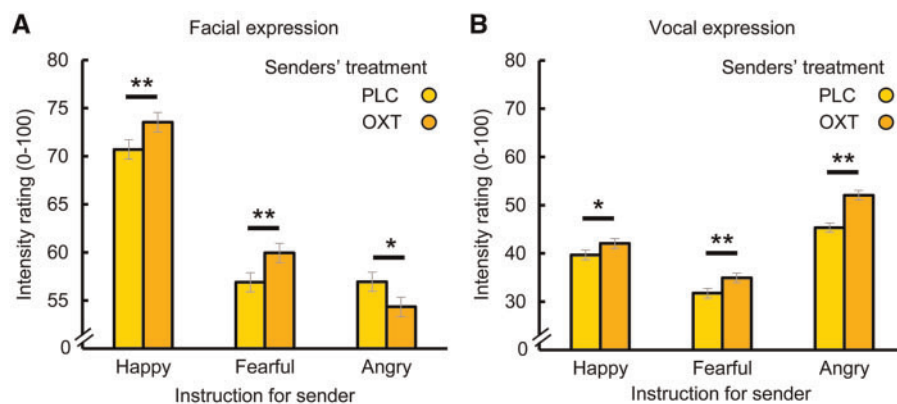 A
Facial expression
Intensity rating (0-100)
80
75
70
65
60
55
0
Senders' treatment
PLC
OXT
**
**
*
Happy
Fearful
Angry
Instruction for sender
B
Vocal expression
Intensity rating (0-100)
80
70
60
50
40
30
0
Senders' treatment
PLC
OXT
*
**
**
Happy
Fearful
Angry
Instruction for sender